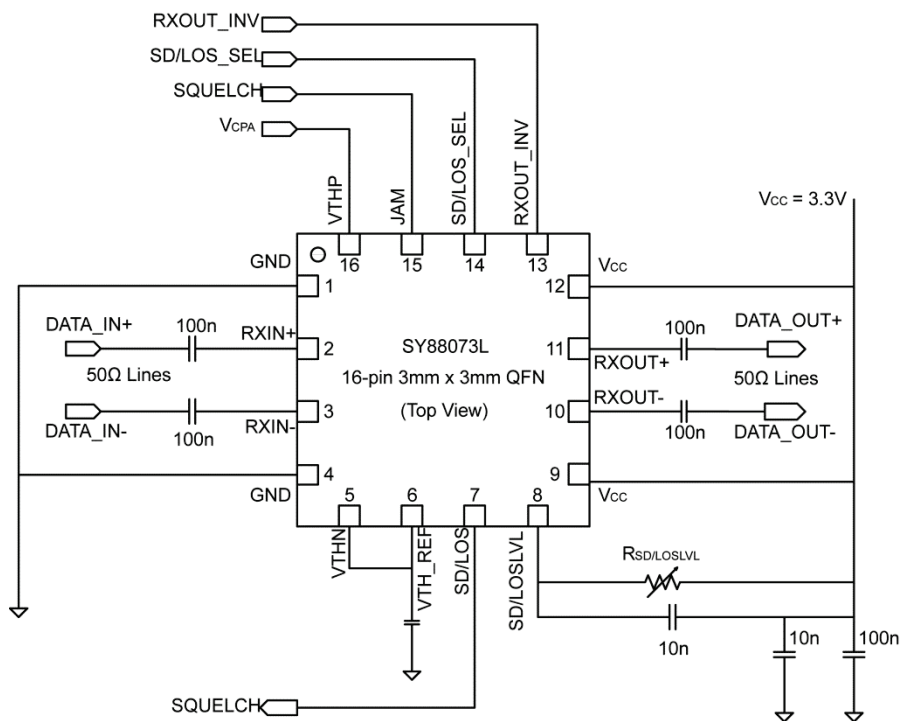 RXOUT_INV
SD/LOS_SEL
SQUELCH
VCPA
VTHP
JAM
SD/LOS_SEL
RXOUT_INV
VCC = 3.3V
GND
16
15
14
13
VCC
1
12
DATA_IN+
100n
RXIN+
2
SY88073L
11
RXOUT+
100n
DATA_OUT+
50Ω Lines
16-pin 3mm x 3mm QFN
50Ω Lines
DATA_IN-
100n
RXIN-
3
(Top View)
10
RXOUT-
100n
DATA_OUT-
4
9
GND
5
6
7
8
VCC
VTHN
VTH_REF
SD/LOS
SD/LOSLVL
RSD/LOSLVL
10n
10n
100n
SQUELCH